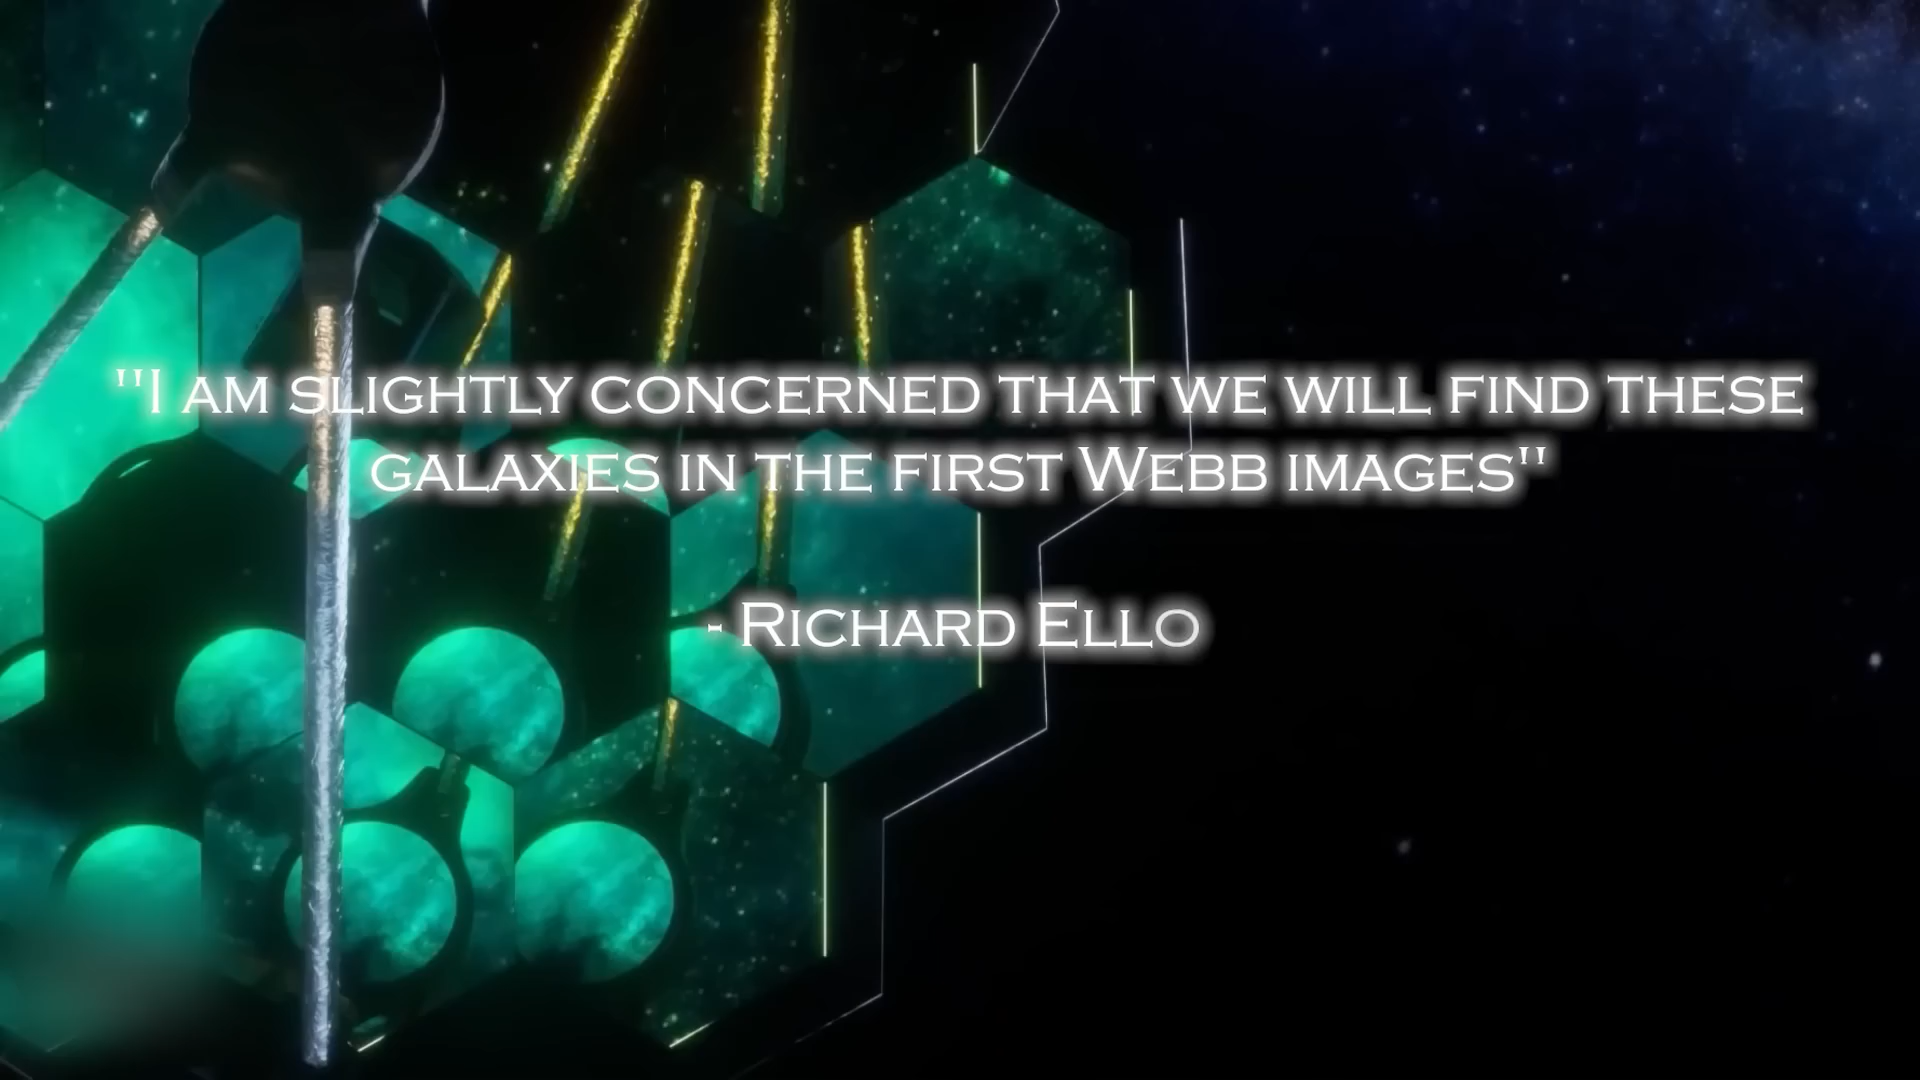 "I am slightly concerned that we will find these
galaxies in the first Webb images"
- Richard Ello